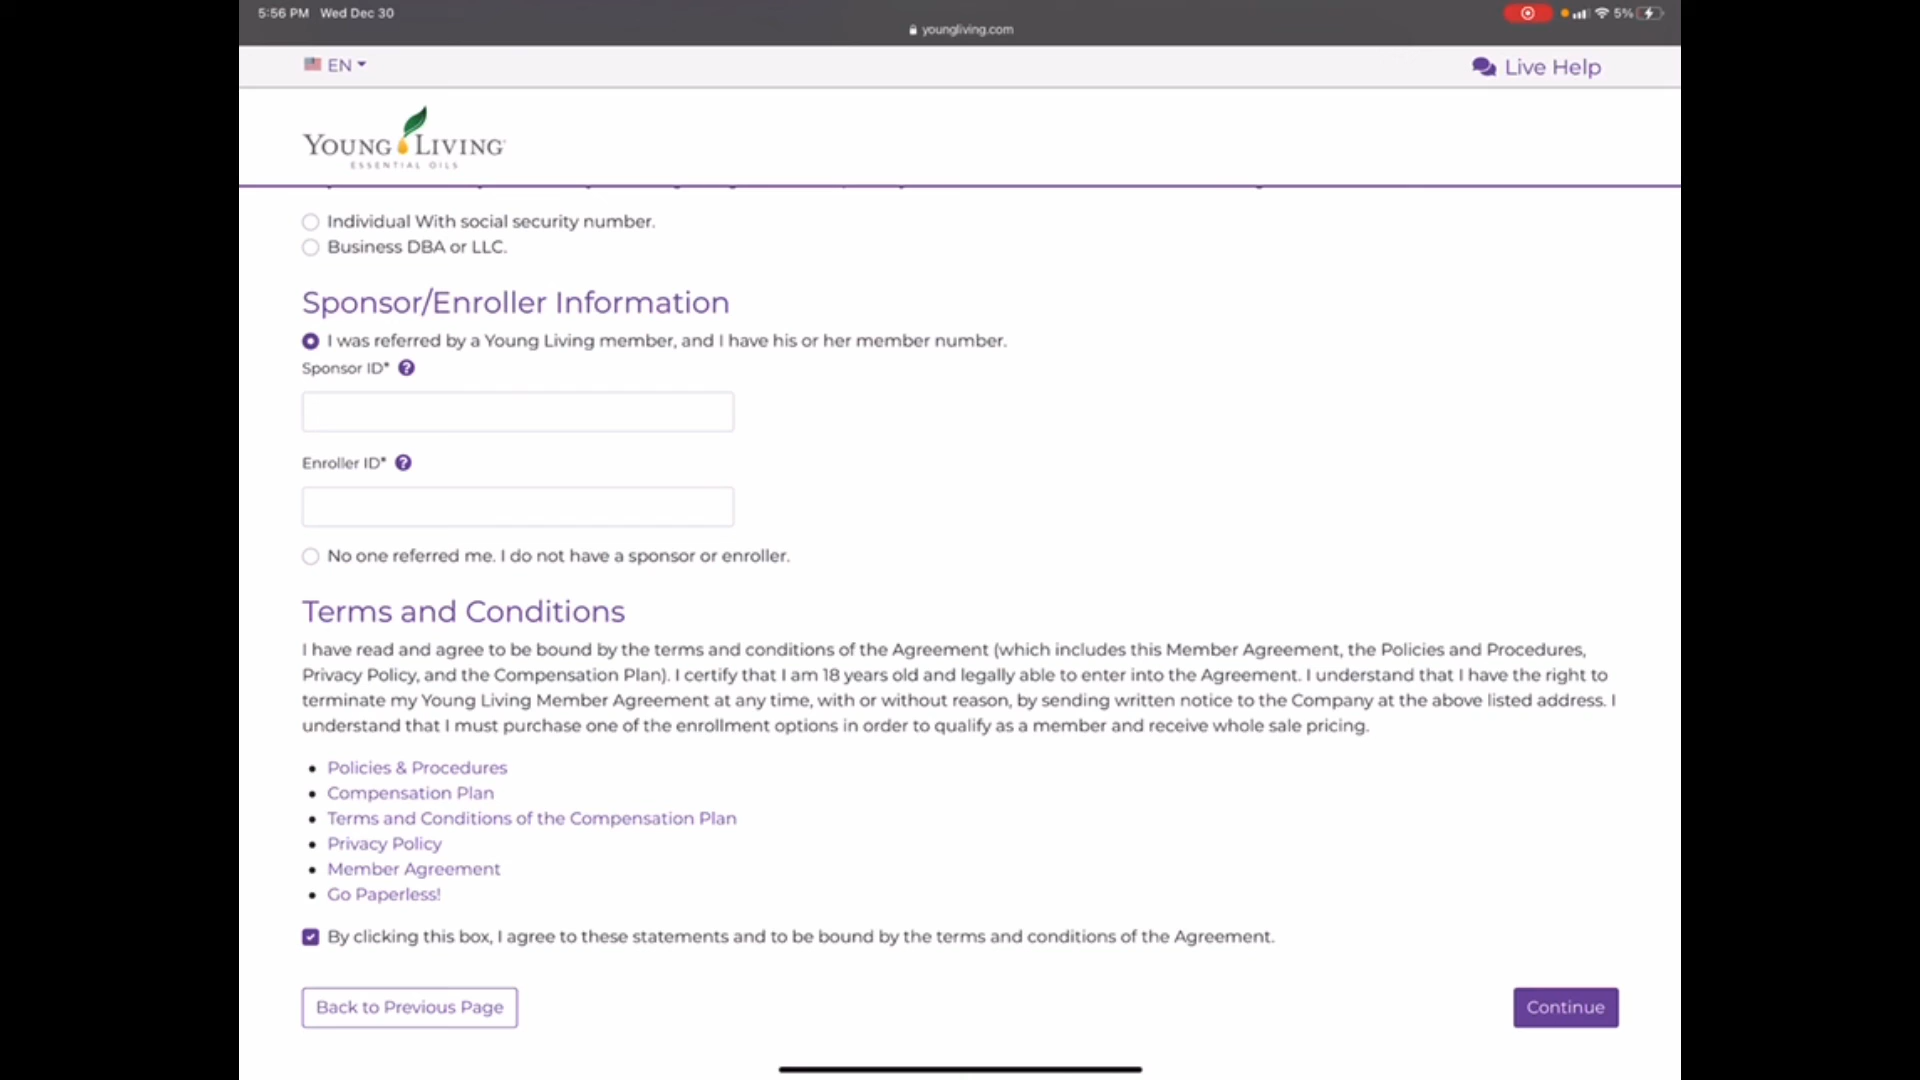 5:56 PM Wed Dec 30
5%
youngliving.com
EN
Live Help
YOUNG LIVING
ESSENTIAL OILS
Individual With social security number.
Business DBA or LLC.
Sponsor/Enroller Information
I was referred by a Young Living member, and I have his or her member number.
Sponsor ID* ?
Enroller ID* ?
No one referred me. I do not have a sponsor or enroller.
Terms and Conditions
I have read and agree to be bound by the terms and conditions of the Agreement (which includes this Member Agreement, the Policies and Procedures,
Privacy Policy, and the Compensation Plan). I certify that I am 18 years old and legally able to enter into the Agreement. I understand that I have the right to
terminate my Young Living Member Agreement at any time, with or without reason, by sending written notice to the Company at the above listed address. I
understand that I must purchase one of the enrollment options in order to qualify as a member and receive whole sale pricing.
• Policies & Procedures
• Compensation Plan
• Terms and Conditions of the Compensation Plan
• Privacy Policy
• Member Agreement
• Go Paperless!
By clicking this box, I agree to these statements and to be bound by the terms and conditions of the Agreement.
Back to Previous Page
Continue